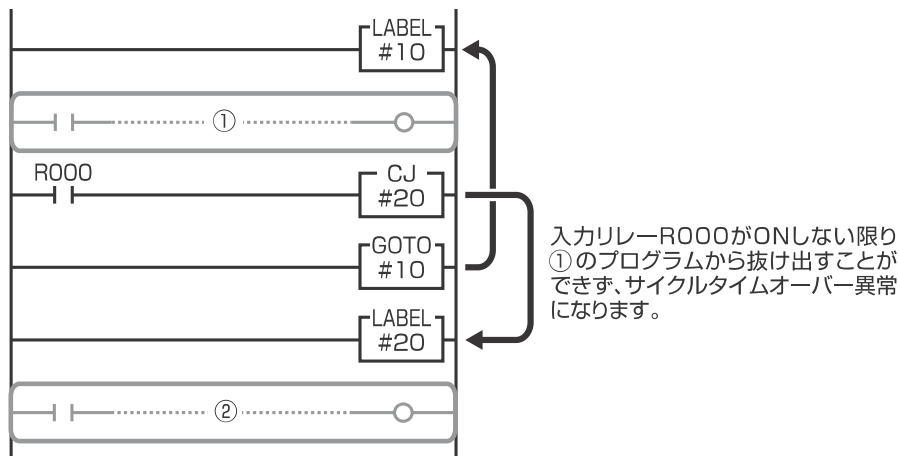 LABEL
#10
①
R000
CJ
#20
GOTO
#10
入力リレーR000がONしない限り
①のプログラムから抜け出すことが
できず、サイクルタイムオーバー異常
になります。
LABEL
#20
②